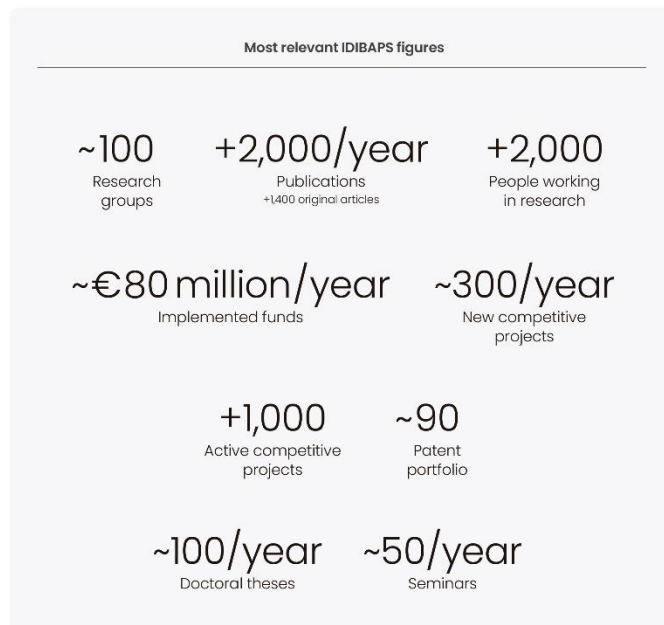 Most relevant IDIBAPS figures
~100
Research
groups
+2,000/year
Publications
+1,400 original articles
+2,000
People working
in research
~€80 million/year
Implemented funds
~300/year
New competitive
projects
+1,000
Active competitive
projects
~90
Patent
portfolio
~100/year
Doctoral theses
~50/year
Seminars